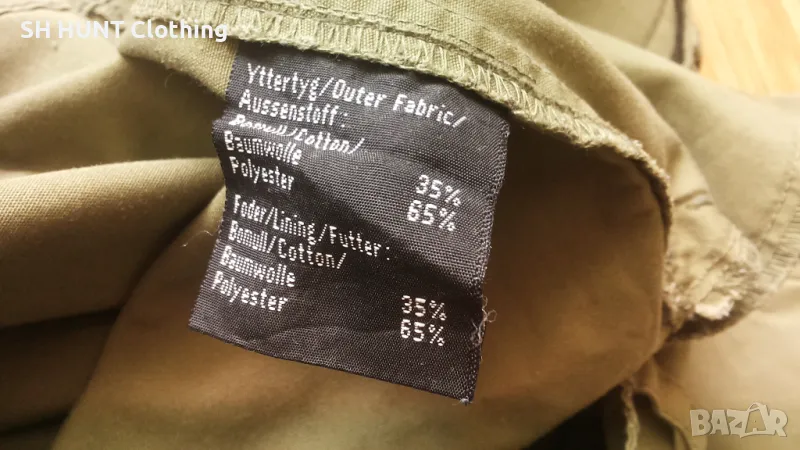 SH HUNT Clothing
Yttertyg/Outer Fabric/
Aussenstoff:
Bomull/Cotton/
Baumwolle 35%
Polyester 65%
Foder/Lining/Futter:
Bomull/Cotton/
Baumwolle 35%
Polyester 65%
BAZAR